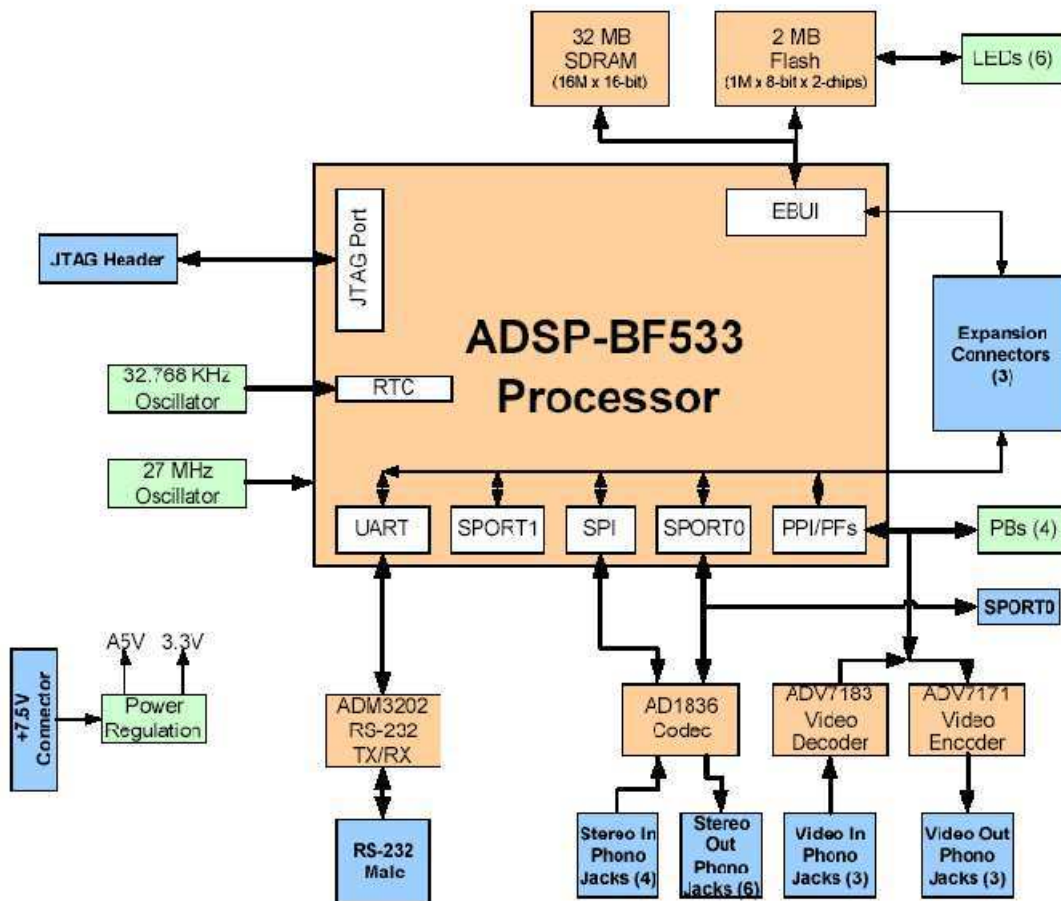 32 MB
SDRAM
(16M x 16-bit)
2 MB
Flash
(1M x 8-bit x 2-chips)
LEDs (6)
EBUI
JTAG Port
JTAG Header
ADSP-BF533
Processor
Expansion
Connectors
(3)
32.768 KHz
Oscillator
RTC
27 MHz
Oscillator
UART
SPORT1
SPI
SPORT0
PPI/PFs
PBs (4)
SPORT0
A5V
3.3V
+7.5V
Connector
Power
Regulation
ADM3202
RS-232
TX/RX
AD1836
Codec
ADV7183
Video
Decoder
ADV7171
Video
Encoder
RS-232
Male
Stereo In
Phono
Jacks (4)
Stereo
Out
Phono
Jacks (6)
Video In
Phono
Jacks (3)
Video Out
Phono
Jacks (3)